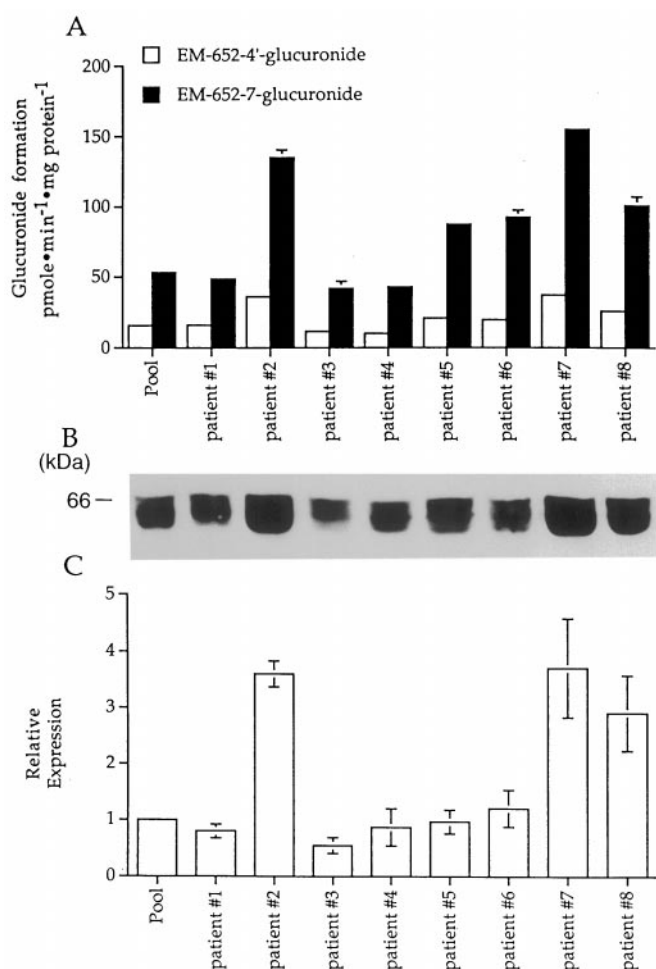 A
EM-652-4'-glucuronide
EM-652-7-glucuronide
Glucuronide formation
pmole•min⁻¹•mg protein⁻¹
200
150
100
50
0
Pool
patient #1
patient #2
patient #3
patient #4
patient #5
patient #6
patient #7
patient #8
B
(kDa)
66
C
Relative
Expression
5
4
3
2
1
0
Pool
patient #1
patient #2
patient #3
patient #4
patient #5
patient #6
patient #7
patient #8